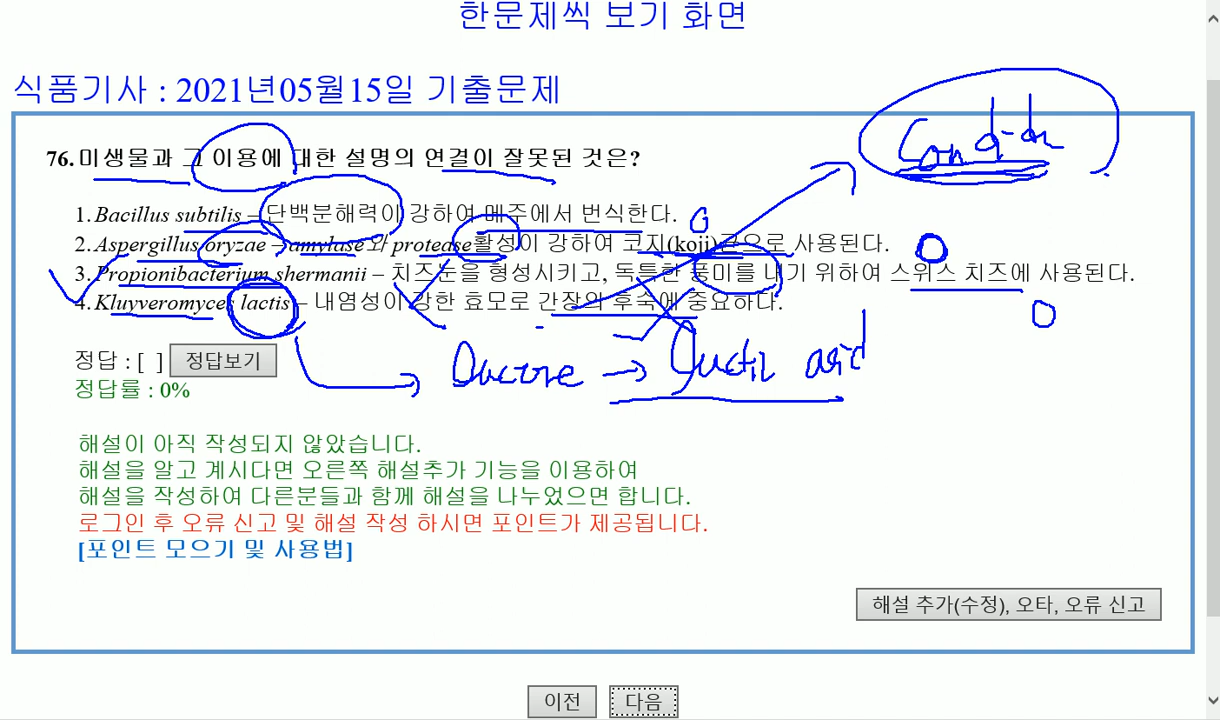 한문제씩 보기 화면
식품기사 : 2021년05월15일 기출문제
76. 미생물과 그 이용에 대한 설명의 연결이 잘못된 것은?
1. Bacillus subtilis – 단백분해력이 강하여 메주에서 번식한다.
2. Aspergillus oryzae – amylase와 protease활성이 강하여 코지(koji)균으로 사용된다.
3. Propionibacterium shermanii – 치즈눈을 형성시키고, 독특한 풍미를 내기 위하여 스위스 치즈에 사용된다.
4. Kluyveromyces lactis – 내염성이 강한 효모로 간장의 후숙에 중요하다.
정답 : [ ] 정답보기
정답률 : 0%
→ lactic acid
해설이 아직 작성되지 않았습니다.
해설을 알고 계시다면 오른쪽 해설추가 기능을 이용하여
해설을 작성하여 다른분들과 함께 해설을 나누었으면 합니다.
로그인 후 오류 신고 및 해설 작성 하시면 포인트가 제공됩니다.
[포인트 모으기 및 사용법]
해설 추가(수정), 오타, 오류 신고
이전 다음